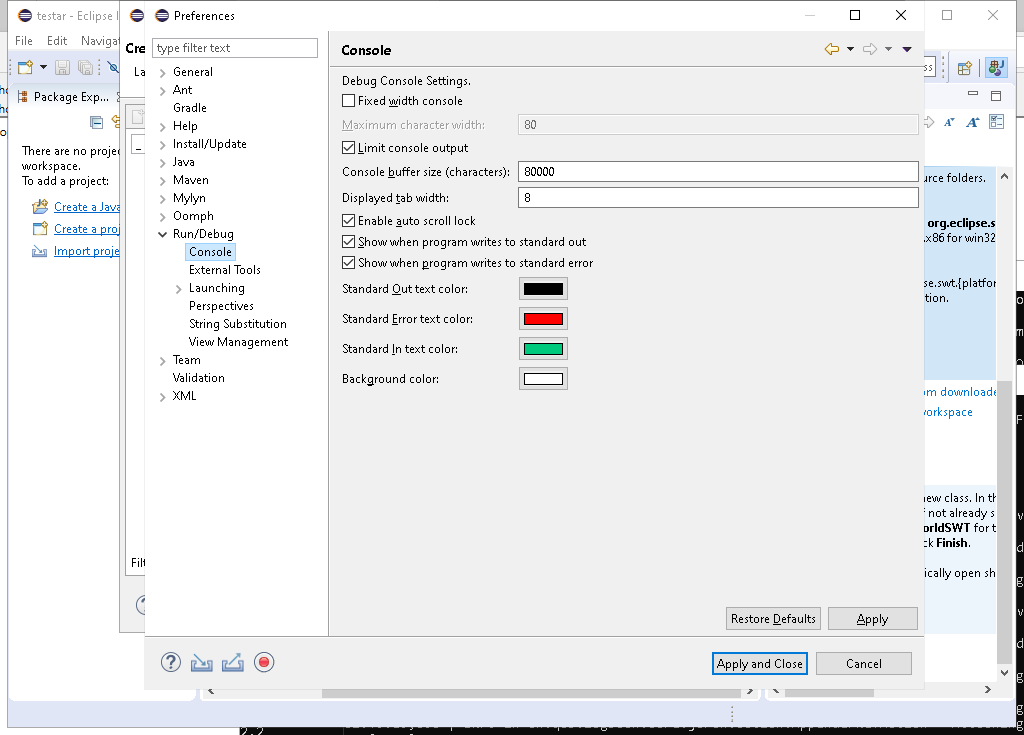 testar - Eclipse I
Preferences
File Edit Navigat
Cre
type filter text
Console
La
Package Exp...
General
Ant
Gradle
Help
Install/Update
Java
Maven
Mylyn
Oomph
Run/Debug
Console
External Tools
Launching
Perspectives
String Substitution
View Management
Team
Validation
XML
There are no projec
workspace.
To add a project:
Create a Java
Create a proj
Import proje
Filt
Debug Console Settings.
Fixed width console
Maximum character width: 80
Limit console output
Console buffer size (characters): 80000
Displayed tab width: 8
Enable auto scroll lock
Show when program writes to standard out
Show when program writes to standard error
Standard Out text color:
Standard Error text color:
Standard In text color:
Background color:
Restore Defaults Apply
Apply and Close Cancel
urce folders.
org.eclipse.s
.x86 for win32
se.swt.{platfor
tion.
om downloade
workspace
new class. In th
f not already s
orldSWT for t
ck Finish.
ically open sh